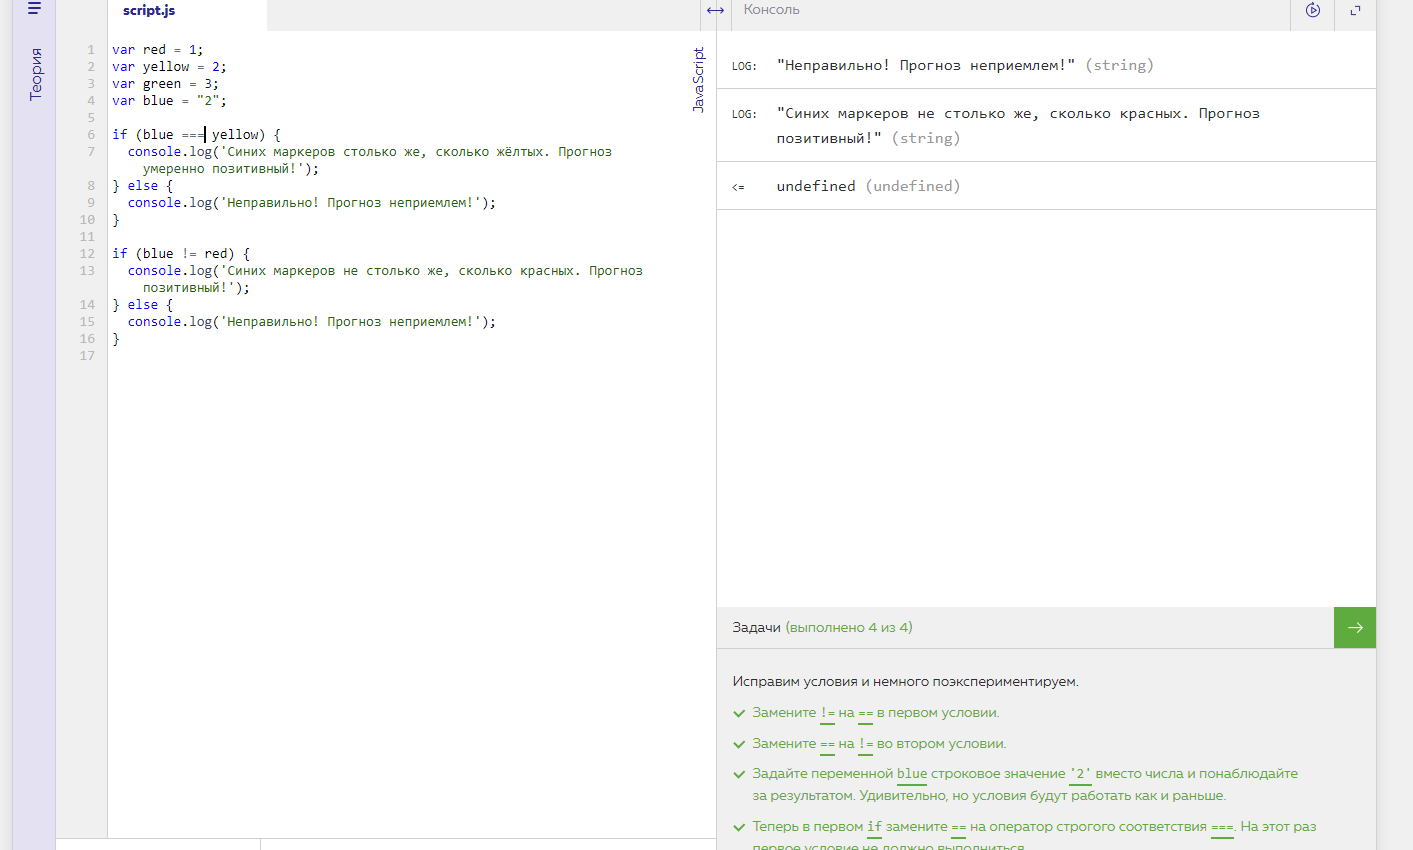 script.js
Консоль
Теория
JavaScript
1 var red = 1;
2 var yellow = 2;
3 var green = 3;
4 var blue = "2";
5
6 if (blue === yellow) {
7 console.log('Синих маркеров столько же, сколько жёлтых. Прогноз
умеренно позитивный!');
8 } else {
9 console.log('Неправильно! Прогноз неприемлем!');
10 }
11
12 if (blue != red) {
13 console.log('Синих маркеров не столько же, сколько красных. Прогноз
позитивный!');
14 } else {
15 console.log('Неправильно! Прогноз неприемлем!');
16 }
17
LOG: "Неправильно! Прогноз неприемлем!" (string)
LOG: "Синих маркеров не столько же, сколько красных. Прогноз
позитивный!" (string)
<= undefined (undefined)
Задачи (выполнено 4 из 4)
Исправим условия и немного поэкспериментируем.
Замените != на == в первом условии.
Замените == на != во втором условии.
Задайте переменной blue строковое значение '2' вместо числа и понаблюдайте
за результатом. Удивительно, но условия будут работать как и раньше.
Теперь в первом if замените == на оператор строгого соответствия ===. На этот раз
первое условие не должно выполниться.